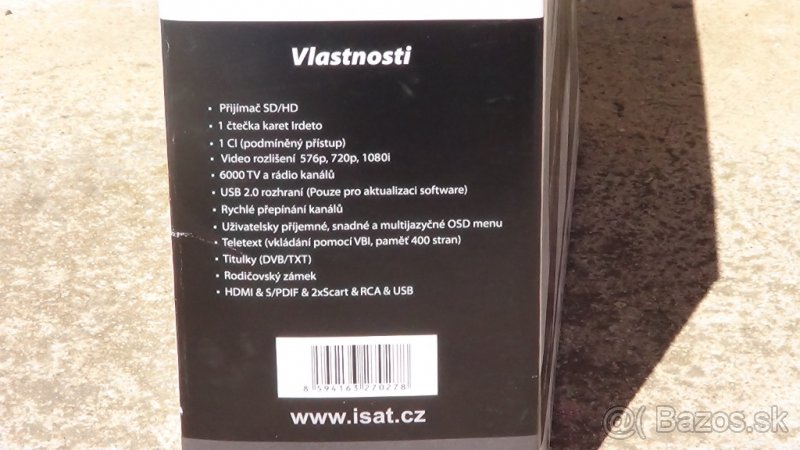 Vlastnosti
▪ Přijímač SD/HD
▪ 1 čtečka karet Irdeto
▪ 1 CI (podmíněný přístup)
▪ Video rozlišení 576p, 720p, 1080i
▪ 6000 TV a rádio kanálů
▪ USB 2.0 rozhraní (Pouze pro aktualizaci software)
▪ Rychlé přepínání kanálů
▪ Uživatelsky příjemné, snadné a multijazyčné OSD menu
▪ Teletext (vkládání pomocí VBI, paměť 400 stran)
▪ Titulky (DVB/TXT)
▪ Rodičovský zámek
▪ HDMI & S/PDIF & 2xScart & RCA & USB
8 594163 270278
www.isat.cz
Bazos.sk